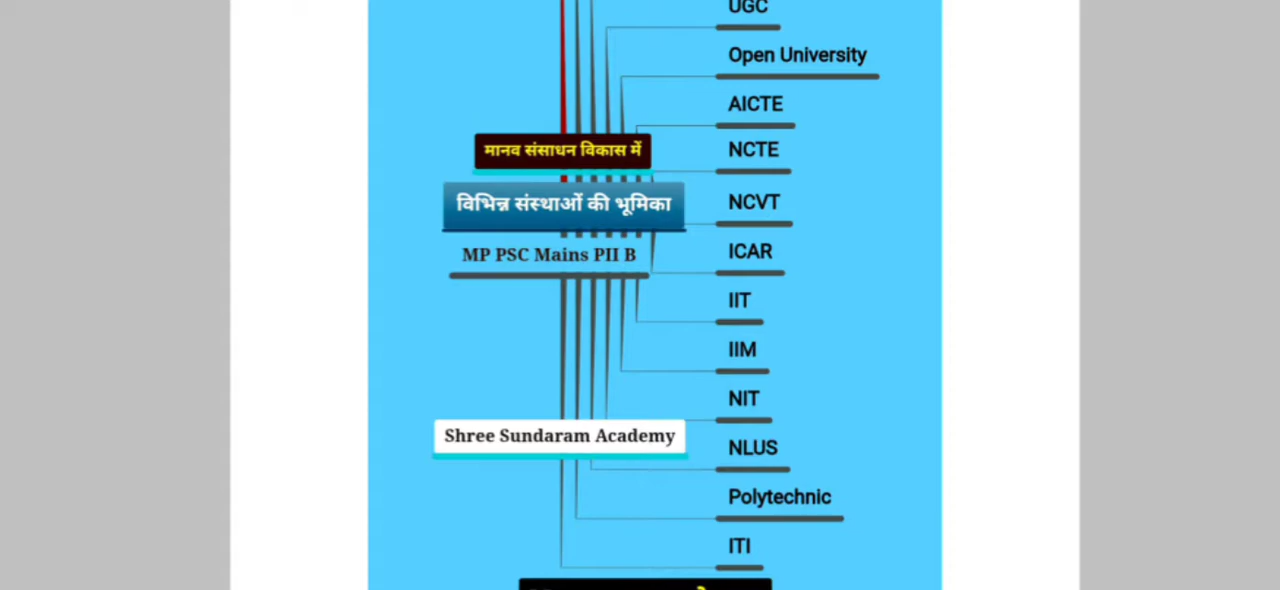 UGC
Open University
AICTE
मानव संसाधन विकास में
NCTE
विभिन्न संस्थाओं की भूमिका
NCVT
MP PSC Mains PII B
ICAR
IIT
IIM
NIT
Shree Sundaram Academy
NLUS
Polytechnic
ITI